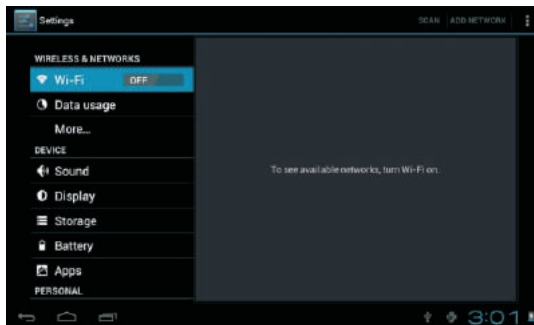 Settings
SCAN ADD NETWORK
WIRELESS & NETWORKS
Wi-Fi OFF
Data usage
More...
DEVICE
Sound
Display
Storage
Battery
Apps
PERSONAL
To see available networks, turn Wi-Fi on.
3:01